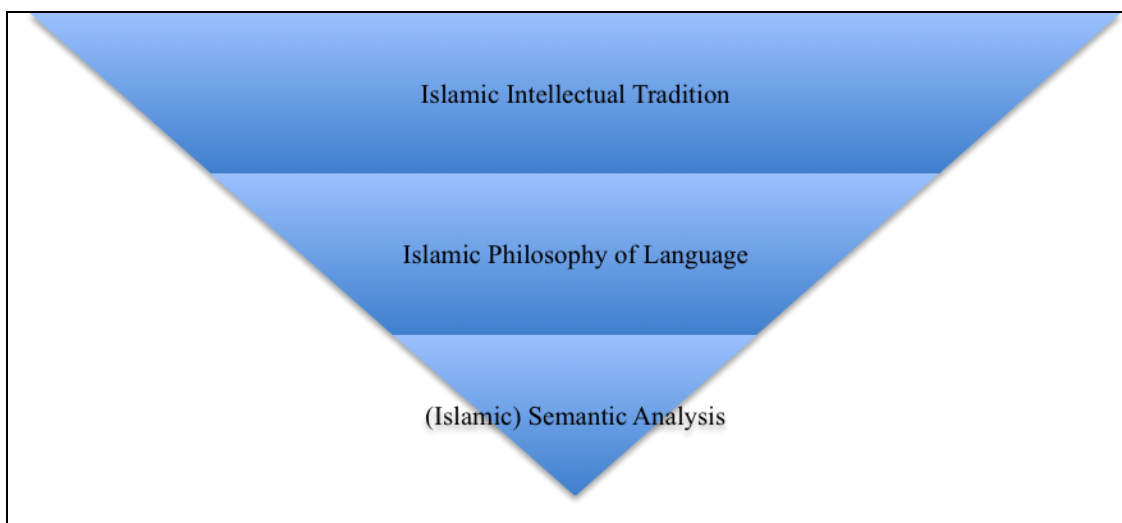 Islamic Intellectual Tradition
Islamic Philosophy of Language
(Islamic) Semantic Analysis